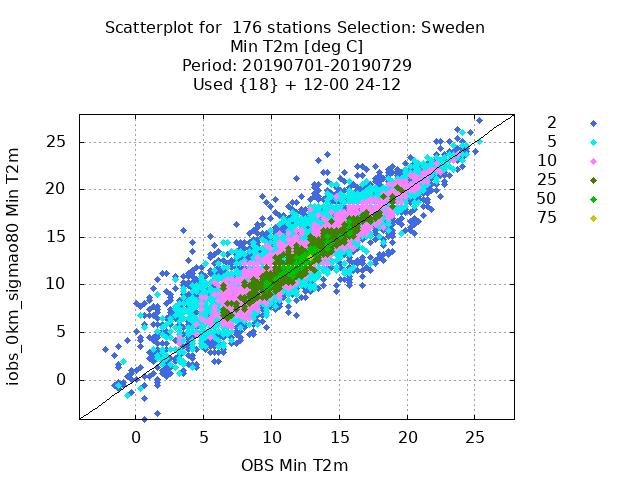 Scatterplot for  176 stations Selection: Sweden
Min T2m [deg C]
Period: 20190701-20190729
Used {18} + 12-00 24-12
iobs_0km_sigmao80 Min T2m
25
20
15
10
5
0
0 5 10 15 20 25
OBS Min T2m
2
5
10
25
50
75